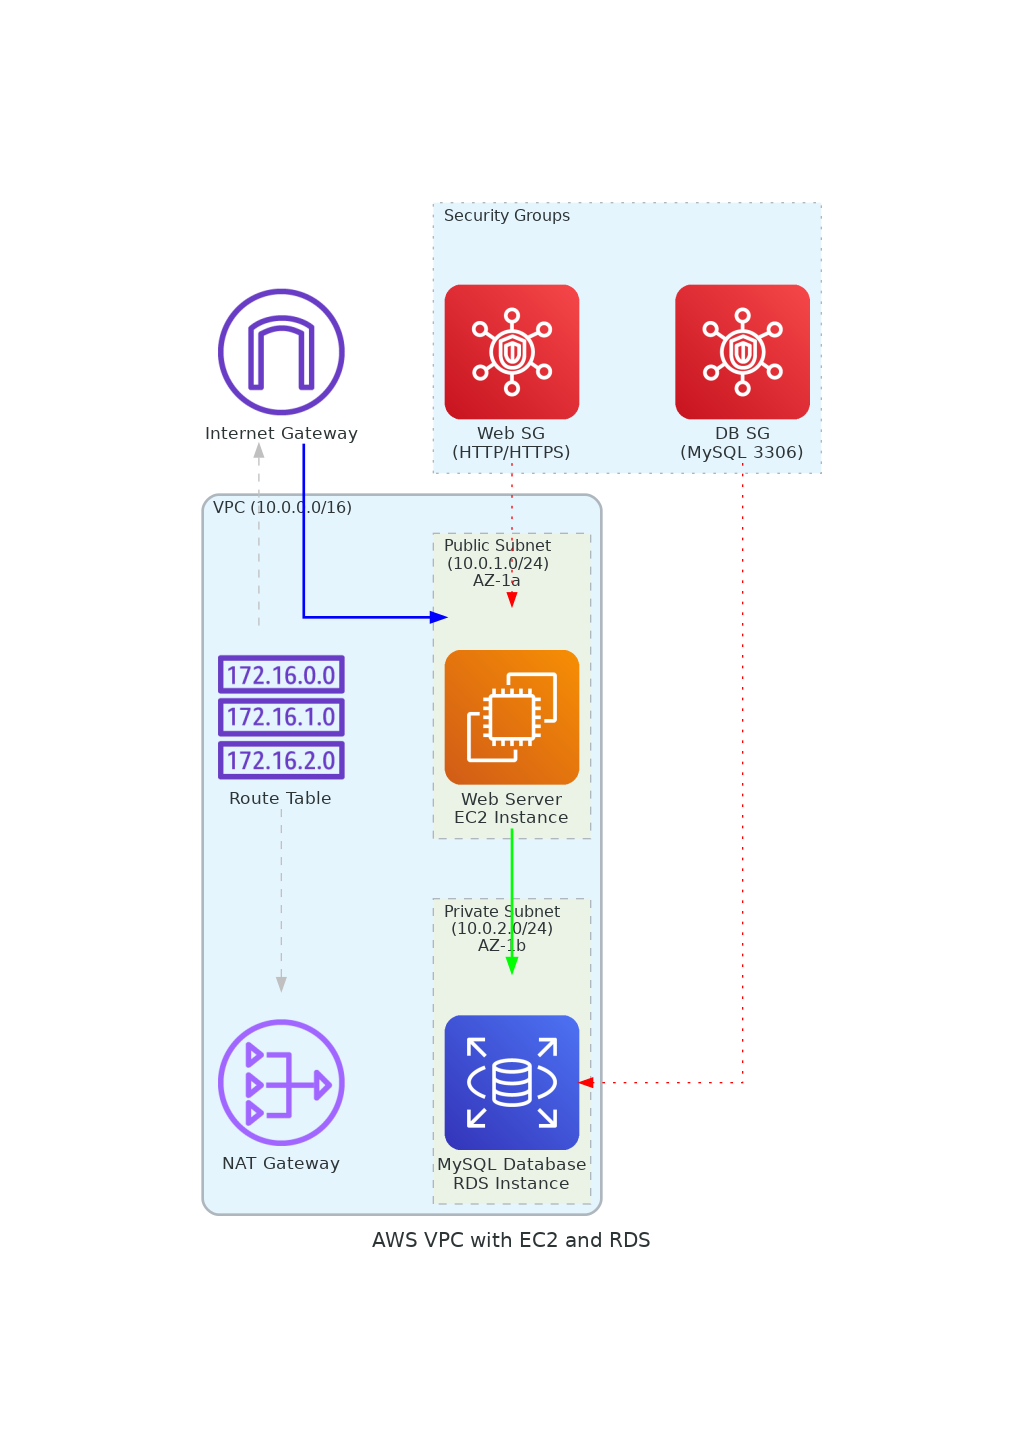 Security Groups
Internet Gateway
Web SG
(HTTP/HTTPS)
DB SG
(MySQL 3306)
VPC (10.0.0.0/16)
Public Subnet
(10.0.1.0/24)
AZ-1a
172.16.0.0
172.16.1.0
172.16.2.0
Route Table
Web Server
EC2 Instance
Private Subnet
(10.0.2.0/24)
AZ-1b
NAT Gateway
MySQL Database
RDS Instance
AWS VPC with EC2 and RDS